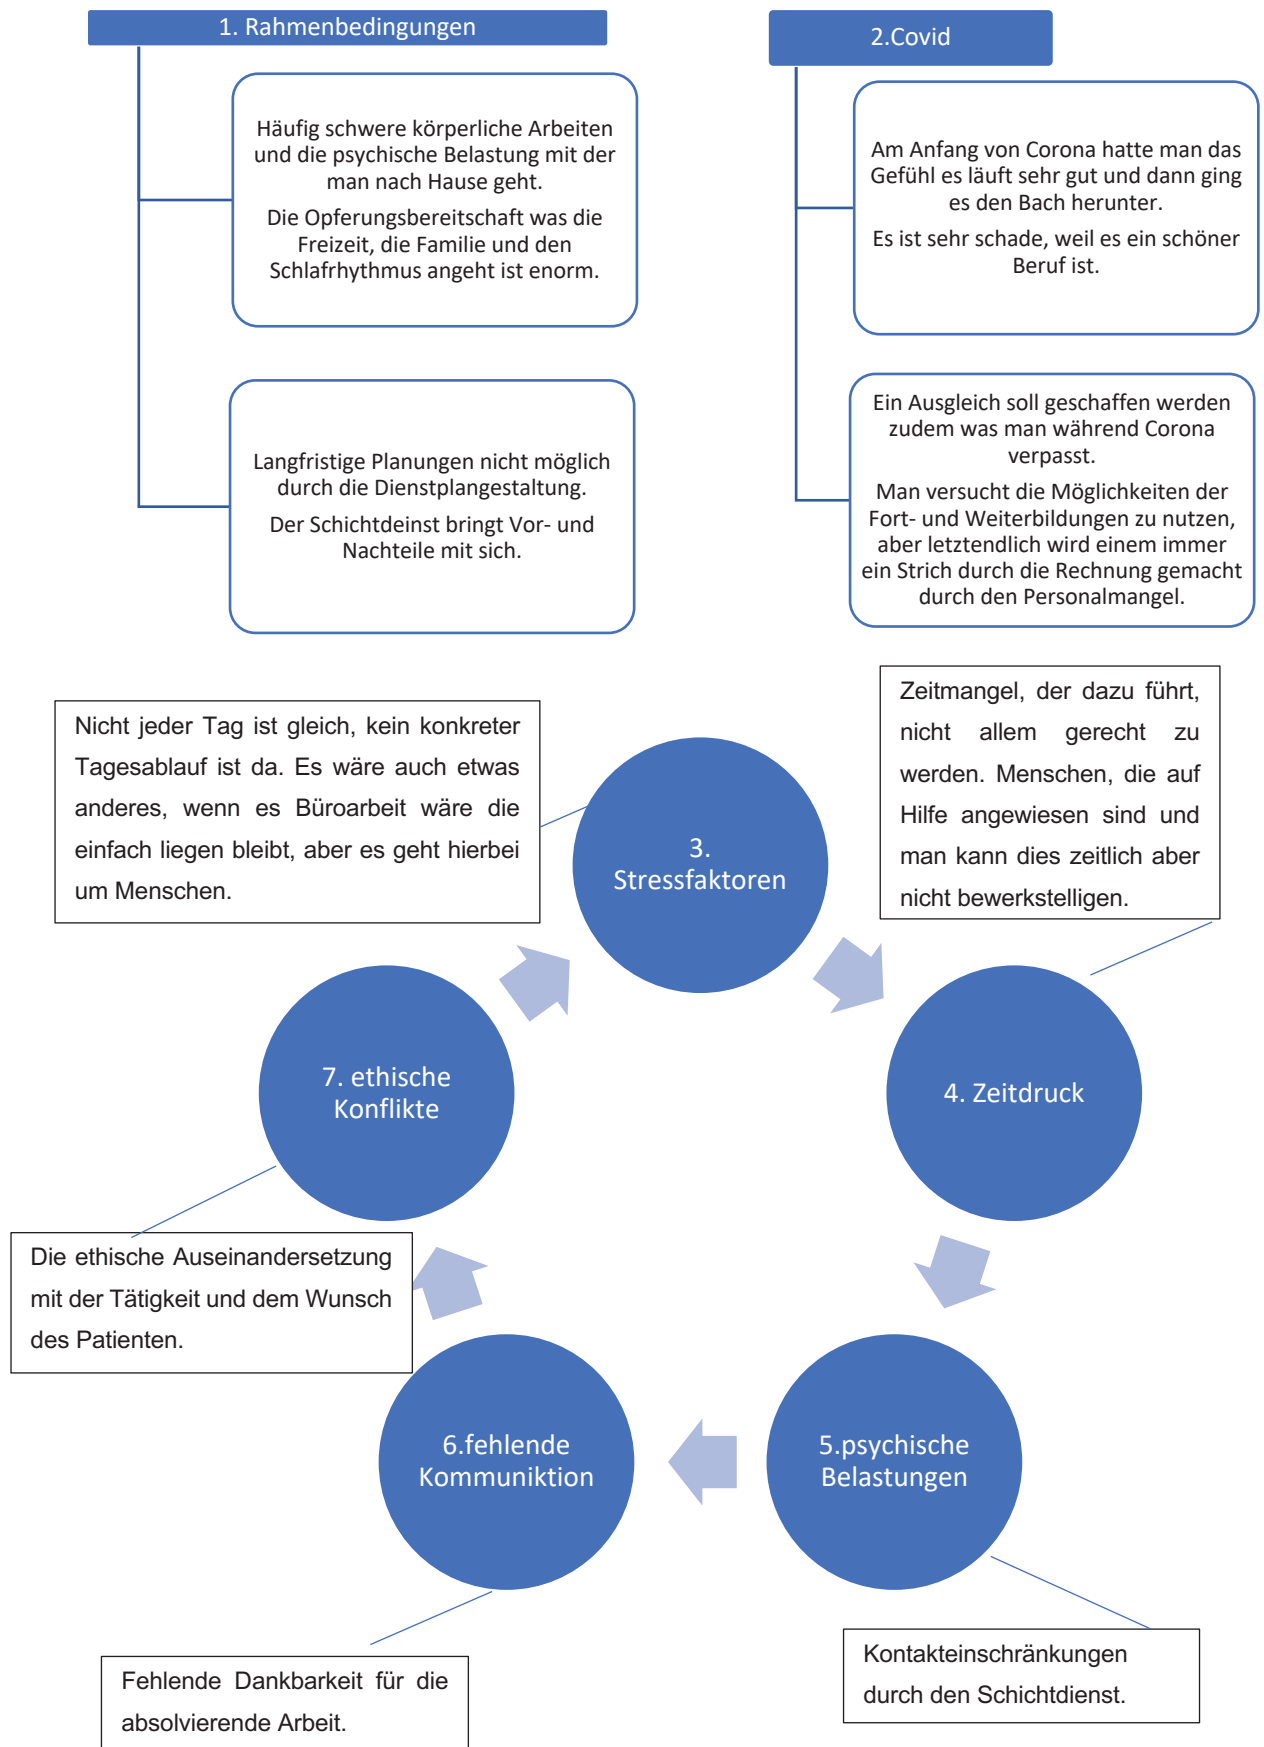 1. Rahmenbedingungen
Häufig schwere körperliche Arbeiten
und die psychische Belastung mit der
man nach Hause geht.
Die Opferungsbereitschaft was die
Freizeit, die Familie und den
Schlafrhythmus angeht ist enorm.
Langfristige Planungen nicht möglich
durch die Dienstplangestaltung.
Der Schichtdeinst bringt Vor- und
Nachteile mit sich.
2.Covid
Am Anfang von Corona hatte man das
Gefühl es läuft sehr gut und dann ging
es den Bach herunter.
Es ist sehr schade, weil es ein schöner
Beruf ist.
Ein Ausgleich soll geschaffen werden
zudem was man während Corona
verpasst.
Man versucht die Möglichkeiten der
Fort- und Weiterbildungen zu nutzen,
aber letztendlich wird einem immer
ein Strich durch die Rechnung gemacht
durch den Personalmangel.
Nicht jeder Tag ist gleich, kein konkreter
Tagesablauf ist da. Es wäre auch etwas
anderes, wenn es Büroarbeit wäre die
einfach liegen bleibt, aber es geht hierbei
um Menschen.
3.
Stressfaktoren
Zeitmangel, der dazu führt,
nicht allem gerecht zu
werden. Menschen, die auf
Hilfe angewiesen sind und
man kann dies zeitlich aber
nicht bewerkstelligen.
4. Zeitdruck
5.psychische
Belastungen
Kontakteinschränkungen
durch den Schichtdienst.
6.fehlende
Kommuniktion
Fehlende Dankbarkeit für die
absolvierende Arbeit.
7. ethische
Konflikte
Die ethische Auseinandersetzung
mit der Tätigkeit und dem Wunsch
des Patienten.